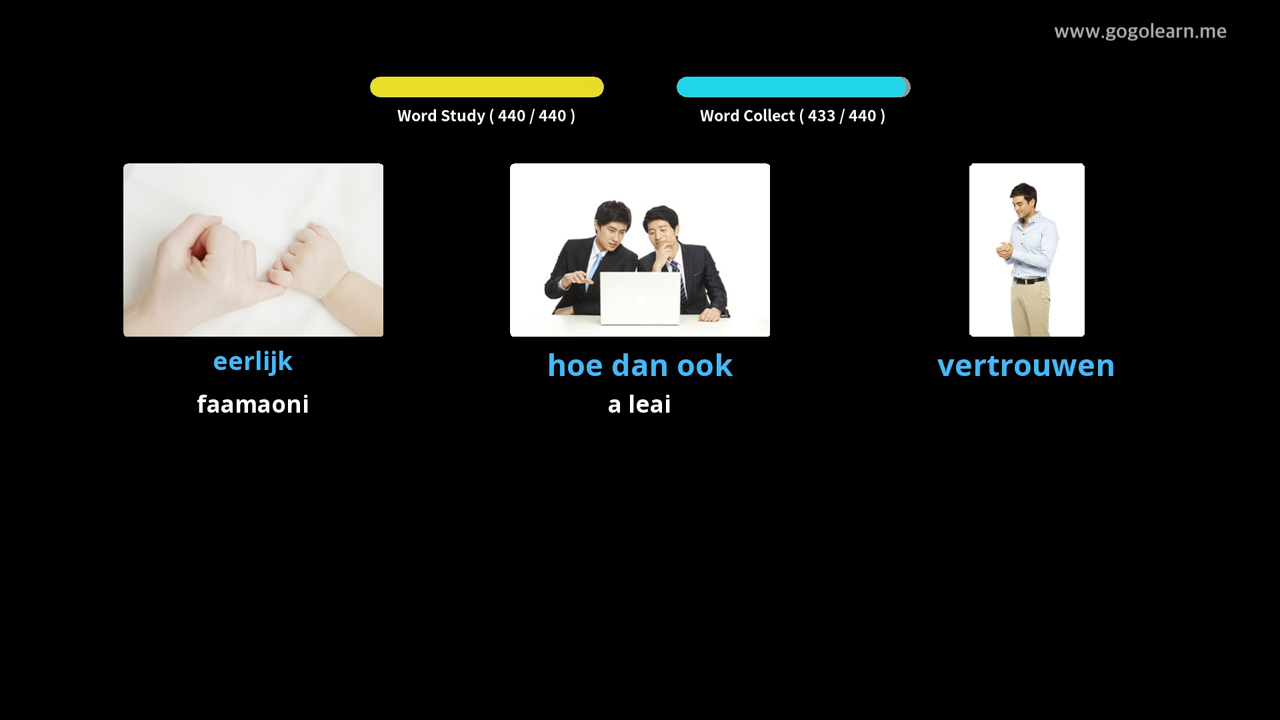 www.gogolearn.me
Word Study ( 440 / 440 )
Word Collect ( 433 / 440 )
eerlijk
faamaoni
hoe dan ook
a leai
vertrouwen